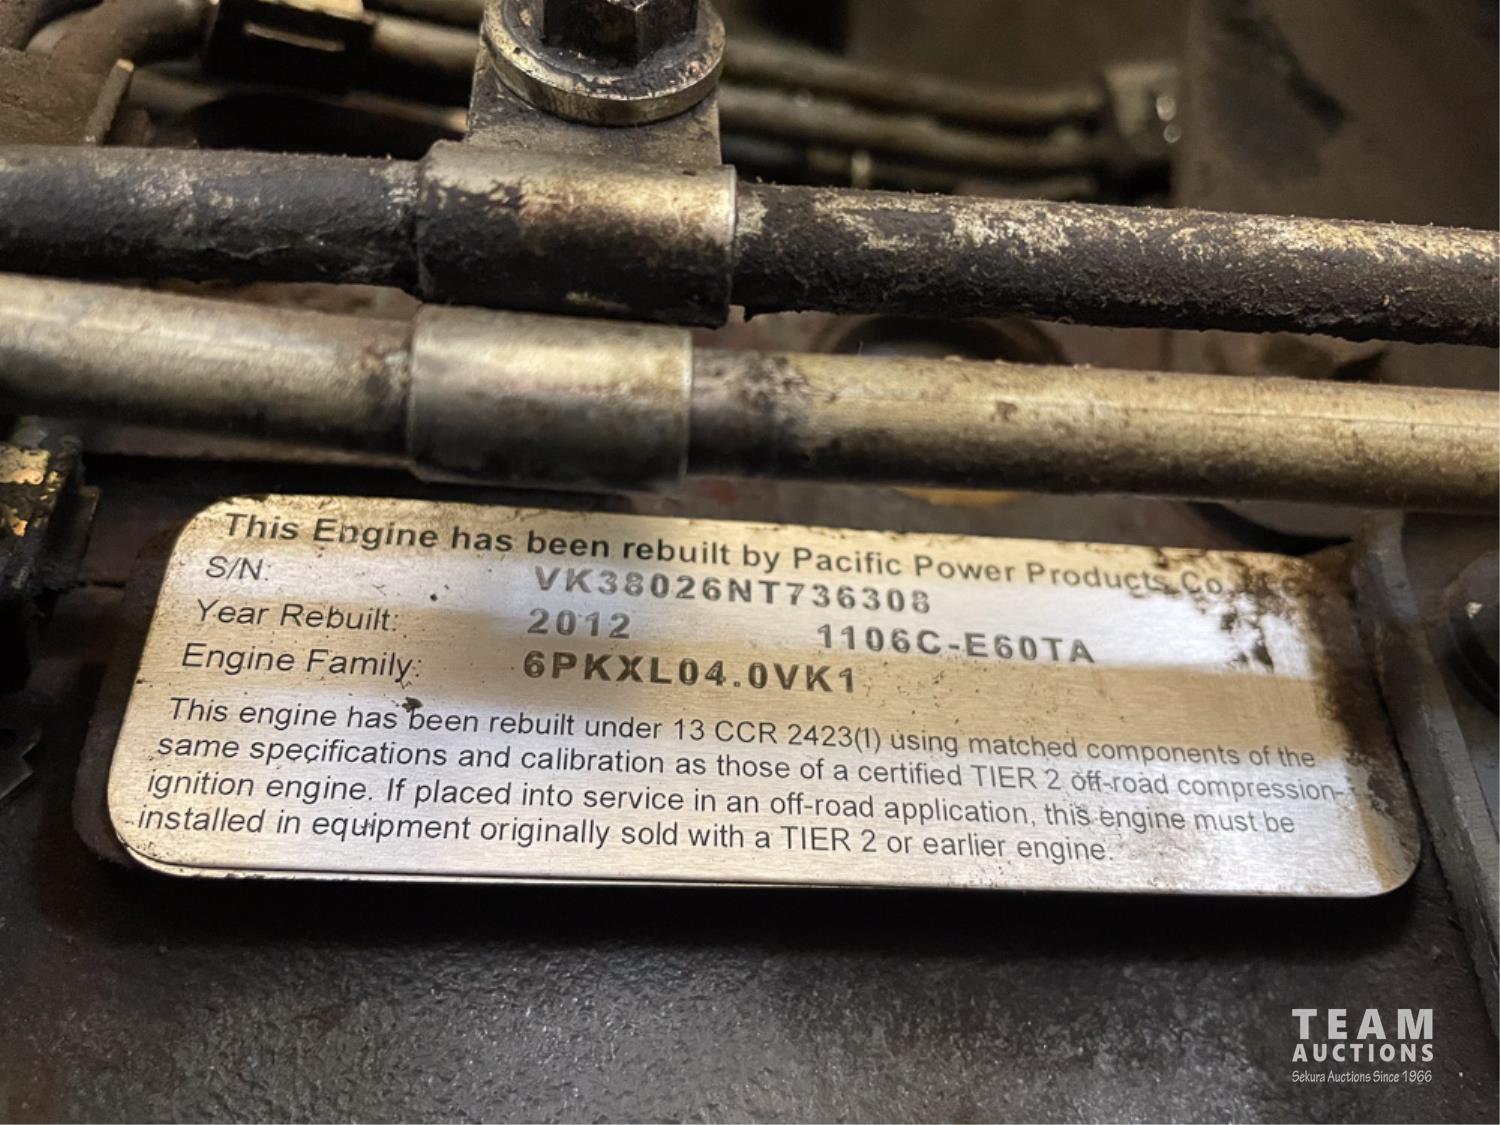 This Engine has been rebuilt by Pacific Power Products Co.
S/N: VK38026NT736308
Year Rebuilt: 2012 1106C-E60TA
Engine Family: 6PKXL04.0VK1
This engine has been rebuilt under 13 CCR 2423(1) using matched components of the
same specifications and calibration as those of a certified TIER 2 off-road compression-
ignition engine. If placed into service in an off-road application, this engine must be
installed in equipment originally sold with a TIER 2 or earlier engine.
TEAM
AUCTIONS
Sekura Auctions Since 1966